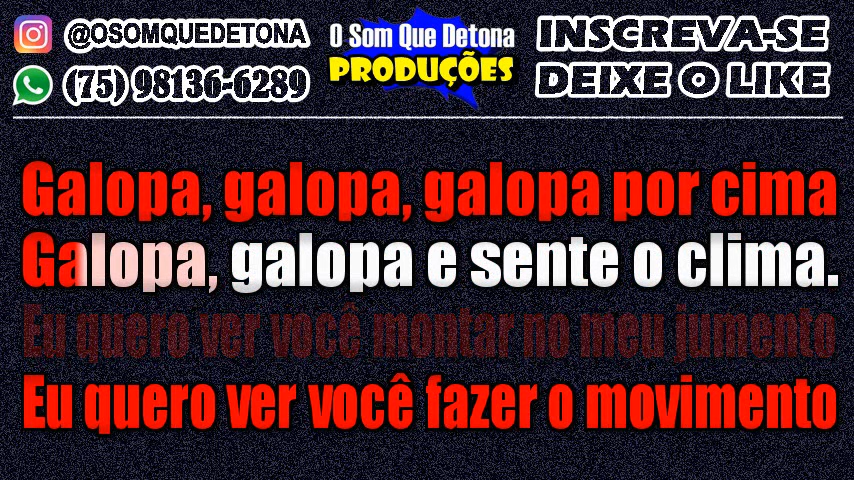 @OSOMQUEDETONA
(75) 98136-6289
O Som Que Detona
PRODUÇÕES
INSCREVA-SE
DEIXE O LIKE
Galopa, galopa, galopa por cima
Galopa, galopa e sente o clima.
Eu quero ver você montar no meu jumento
Eu quero ver você fazer o movimento